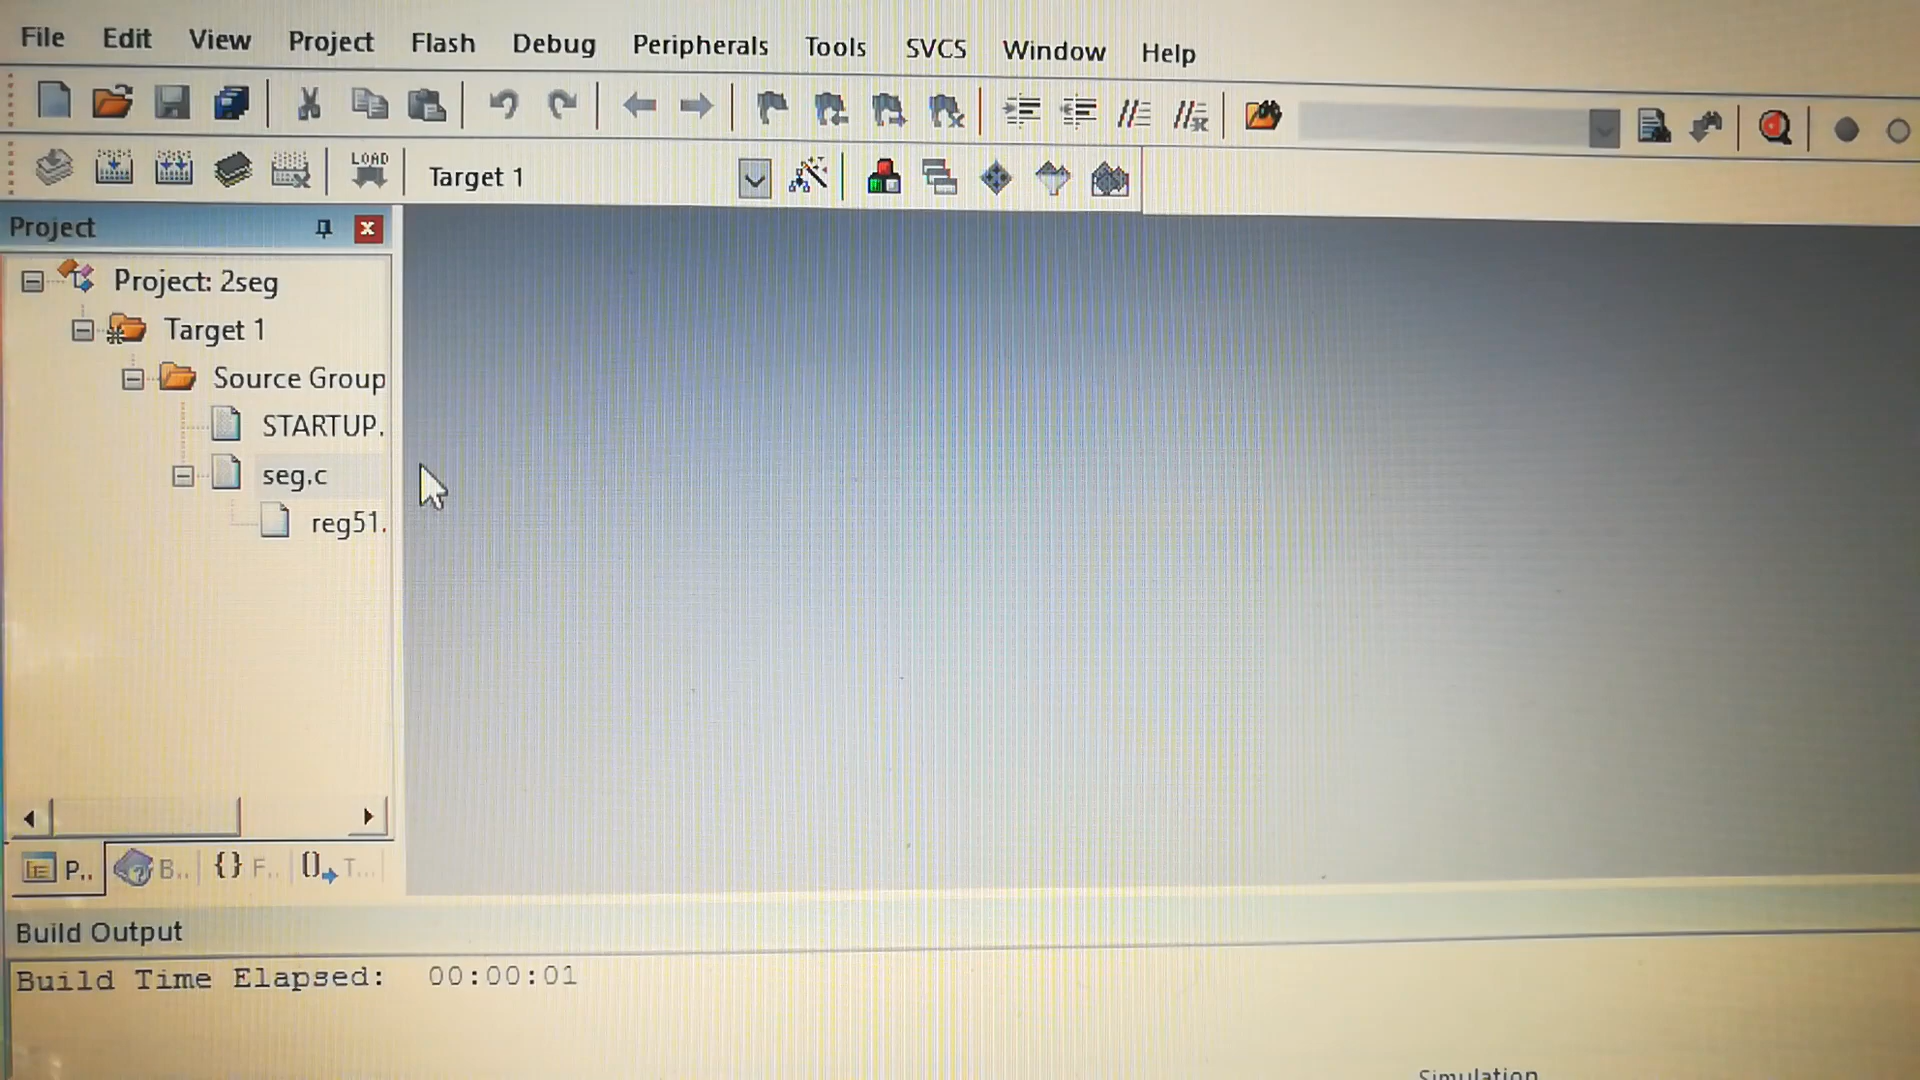 File Edit View Project Flash Debug Peripherals Tools SVCS Window Help
LOAD
Target 1
Project
Project: 2seg
Target 1
Source Group
STARTUP.
seg.c
reg51.
P.. B.. {} F.. T...
Build Output
Build Time Elapsed: 00:00:01
Simulation